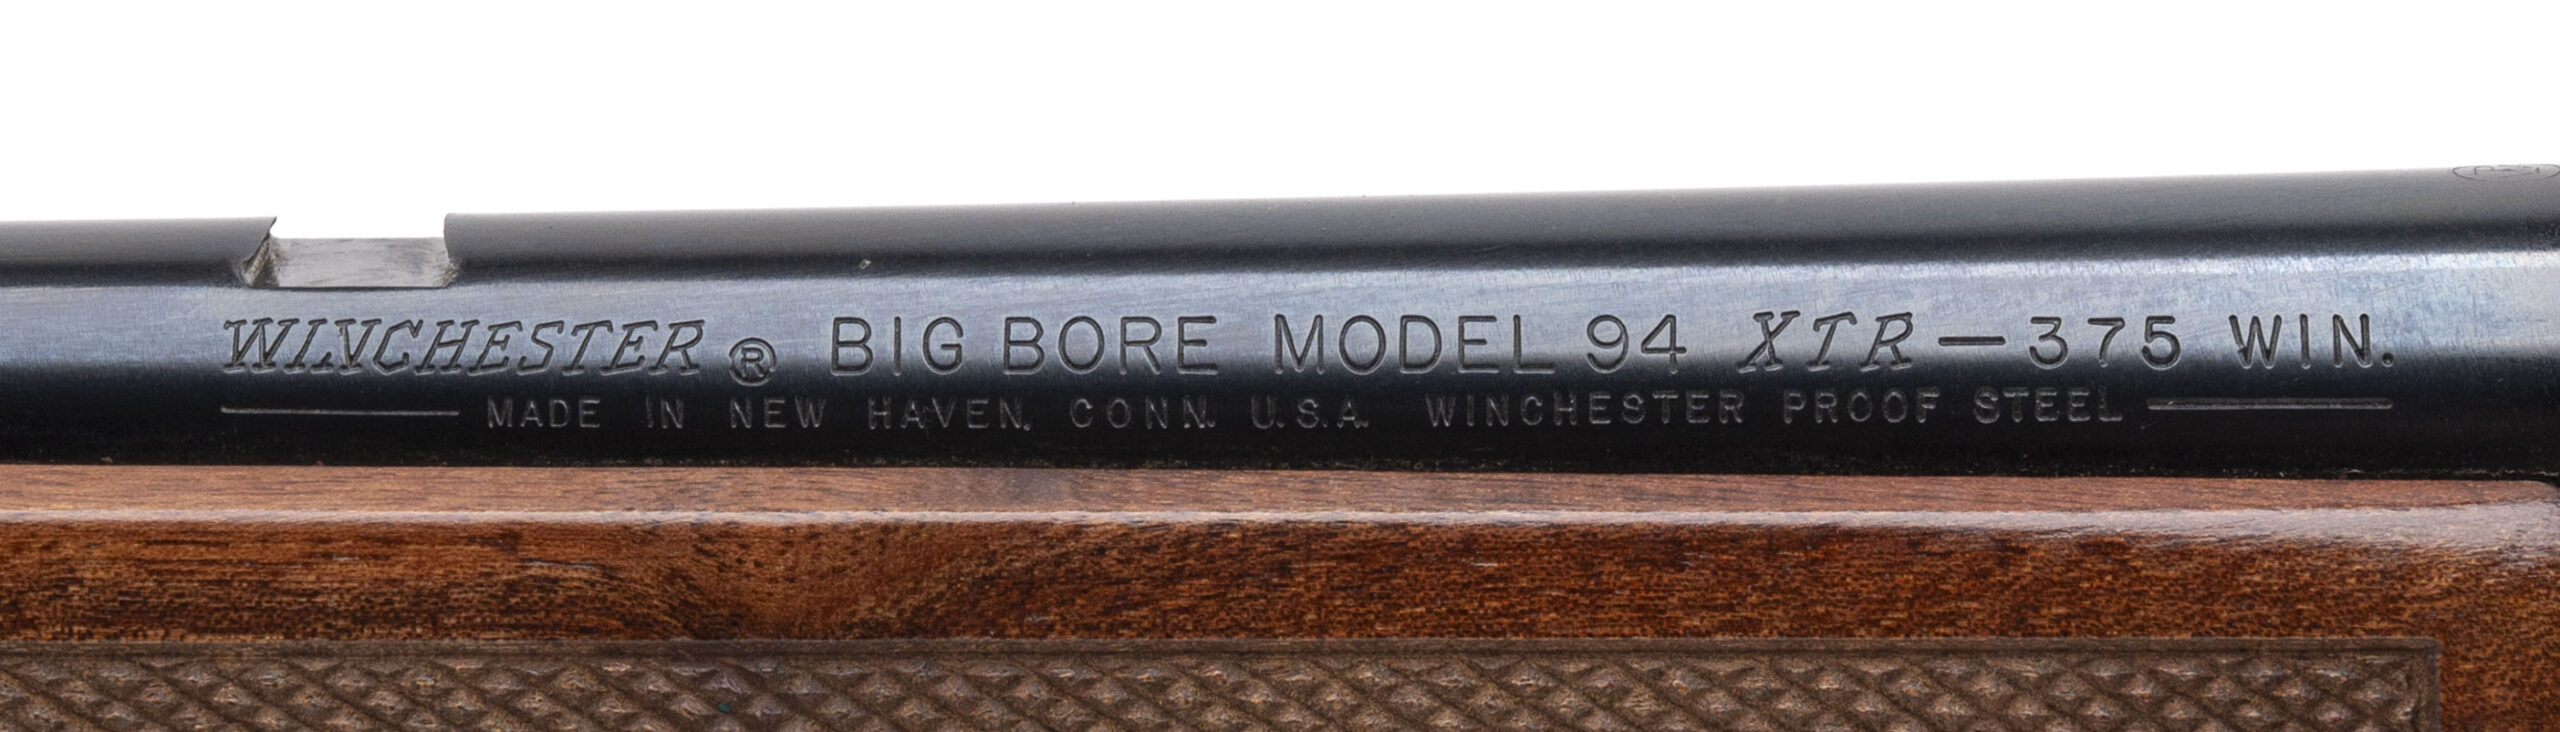 WINCHESTER ® BIG BORE MODEL 94 XTR — 375 WIN.
MADE IN NEW HAVEN, CONN. U.S.A. WINCHESTER PROOF STEEL